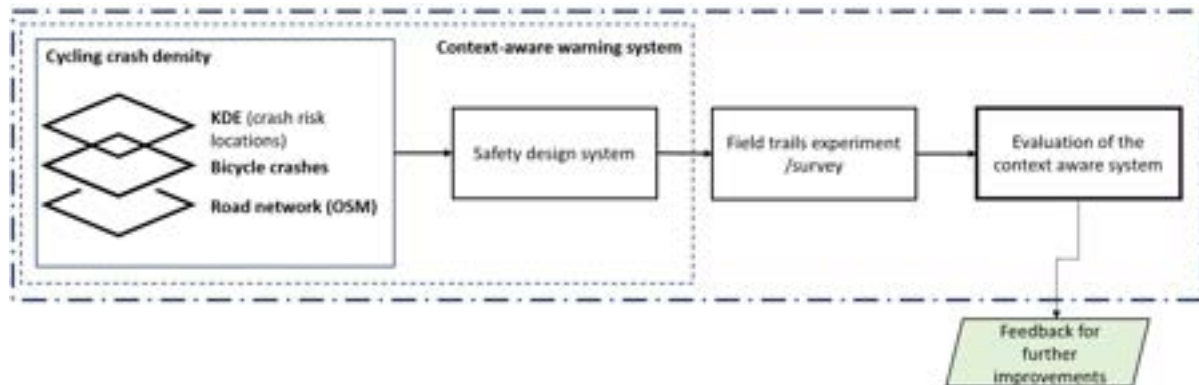 Cycling crash density
Context-aware warning system
KDE (crash risk
locations)
Bicycle crashes
Road network (OSM)
Safety design system
Field trails experiment
/survey
Evaluation of the
context aware system
Feedback for
further
improvements